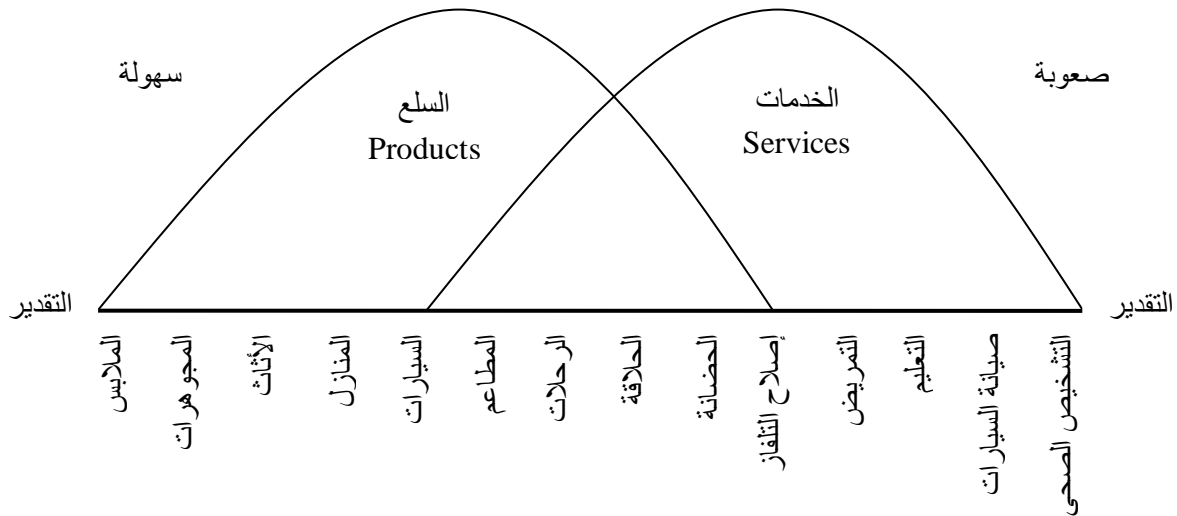 سهولة
صعوبة
السلع
Products
الخدمات
Services
التقدير
التقدير
الملابس
المجوهرات
الأثاث
المنازل
السيارات
المطاعم
الرحلات
الحلاقة
الحضانة
إصلاح التلفاز
التمريض
التعليم
صيانة السيارات
التشخيص الصحى